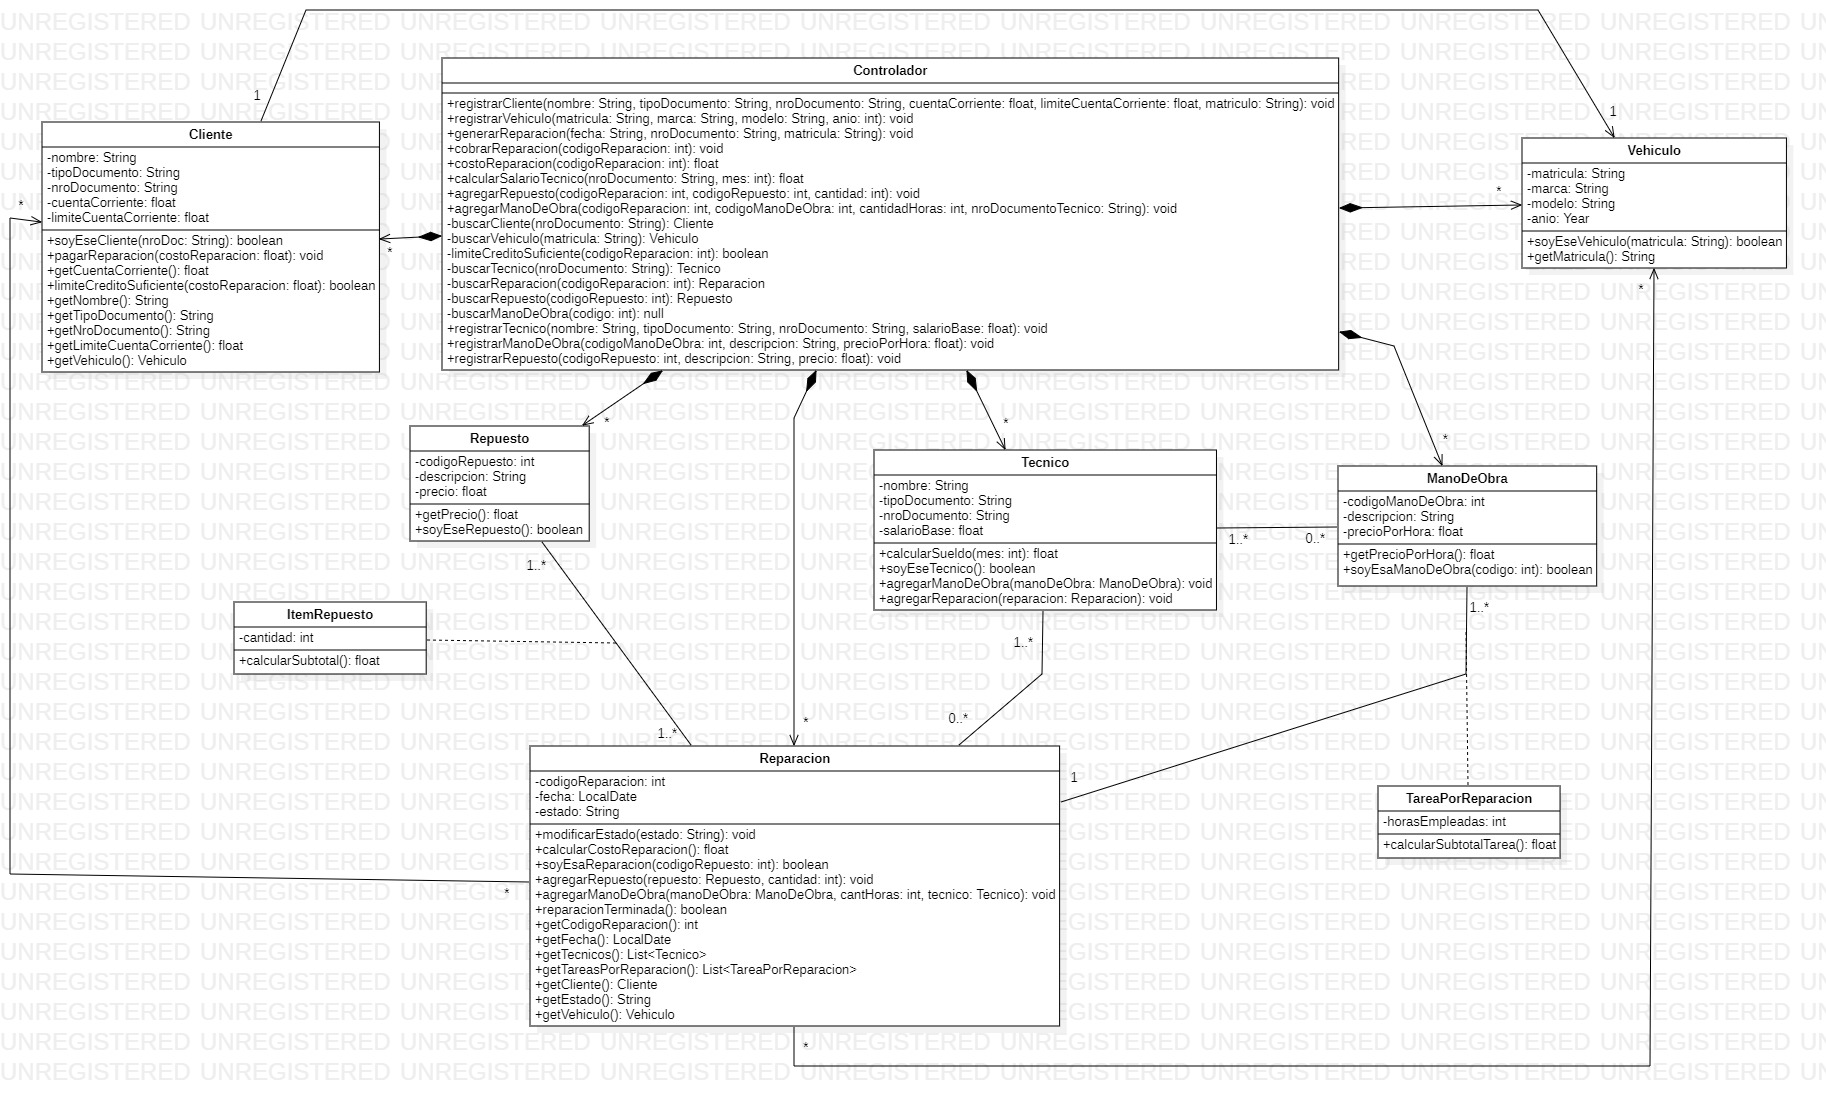 Controlador
+registrarCliente(nombre: String, tipoDocumento: String, nroDocumento: String, cuentaCorriente: float, limiteCuentaCorriente: float, matriculo: String): void
+registrarVehiculo(matricula: String, marca: String, modelo: String, anio: int): void
+generarReparacion(fecha: String, nroDocumento: String, matricula: String): void
+cobrarReparacion(codigoReparacion: int): void
+costoReparacion(codigoReparacion: int): float
+calcularSalarioTecnico(nroDocumento: String, mes: int): float
+agregarRepuesto(codigoReparacion: int, codigoRepuesto: int, cantidad: int): void
+agregarManoDeObra(codigoReparacion: int, codigoManoDeObra: int, cantidadHoras: int, nroDocumentoTecnico: String): void
-buscarCliente(nroDocumento: String): Cliente
-buscarVehiculo(matricula: String): Vehiculo
-limiteCreditoSuficiente(codigoReparacion: int): boolean
-buscarTecnico(nroDocumento: String): Tecnico
-buscarReparacion(codigoReparacion: int): Reparacion
-buscarRepuesto(codigoRepuesto: int): Repuesto
-buscarManoDeObra(codigo: int): null
+registrarTecnico(nombre: String, tipoDocumento: String, nroDocumento: String, salarioBase: float): void
+registrarManoDeObra(codigoManoDeObra: int, descripcion: String, precioPorHora: float): void
+registrarRepuesto(codigoRepuesto: int, descripcion: String, precio: float): void
1
1
Cliente
-nombre: String
-tipoDocumento: String
-nroDocumento: String
-cuentaCorriente: float
-limiteCuentaCorriente: float
+soyEseCliente(nroDoc: String): boolean
+pagarReparacion(costoReparacion: float): void
+getCuentaCorriente(): float
+limiteCreditoSuficiente(costoReparacion: float): boolean
+getNombre(): String
+getTipoDocumento(): String
+getNroDocumento(): String
+getLimiteCuentaCorriente(): float
+getVehiculo(): Vehiculo
*
*
Vehiculo
-matricula: String
-marca: String
-modelo: String
-anio: Year
+soyEseVehiculo(matricula: String): boolean
+getMatricula(): String
*
*
Repuesto
-codigoRepuesto: int
-descripcion: String
-precio: float
+getPrecio(): float
+soyEseRepuesto(): boolean
*
1..*
1..*
Tecnico
-nombre: String
-tipoDocumento: String
-nroDocumento: String
-salarioBase: float
+calcularSueldo(mes: int): float
+soyEseTecnico(): boolean
+agregarManoDeObra(manoDeObra: ManoDeObra): void
+agregarReparacion(reparacion: Reparacion): void
*
1..*
0..*
1..*
0..*
ManoDeObra
-codigoManoDeObra: int
-descripcion: String
-precioPorHora: float
+getPrecioPorHora(): float
+soyEsaManoDeObra(codigo: int): boolean
*
1..*
1
ItemRepuesto
-cantidad: int
+calcularSubtotal(): float
Reparacion
-codigoReparacion: int
-fecha: LocalDate
-estado: String
+modificarEstado(estado: String): void
+calcularCostoReparacion(): float
+soyEsaReparacion(codigoRepuesto: int): boolean
+agregarRepuesto(repuesto: Repuesto, cantidad: int): void
+agregarManoDeObra(manoDeObra: ManoDeObra, cantHoras: int, tecnico: Tecnico): void
+reparacionTerminada(): boolean
+getCodigoReparacion(): int
+getFecha(): LocalDate
+getTecnicos(): List<Tecnico>
+getTareasPorReparacion(): List<TareaPorReparacion>
+getCliente(): Cliente
+getEstado(): String
+getVehiculo(): Vehiculo
*
*
*
TareaPorReparacion
-horasEmpleadas: int
+calcularSubtotalTarea(): float
UNREGISTERED